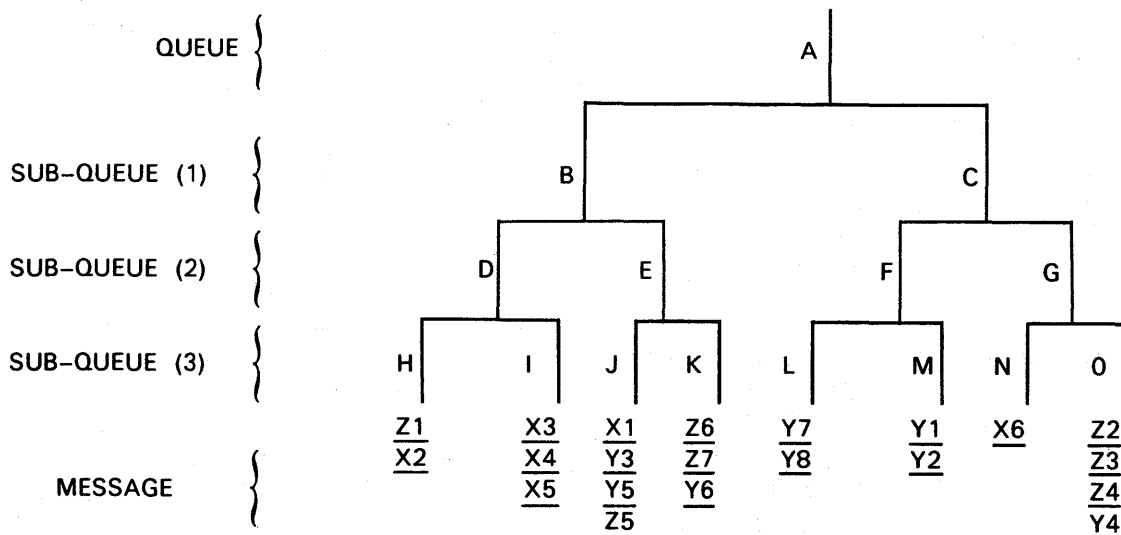 QUEUE A
SUB-QUEUE (1) B C
SUB-QUEUE (2) D E F G
SUB-QUEUE (3) H I J K L M N O
Z1 X3 X1 Z6 Y7 Y1 X6 Z2
X2 X4 Y3 Z7 Y8 Y2 Z3
MESSAGE X5 Y5 Y6 Z4
Z5 Y4